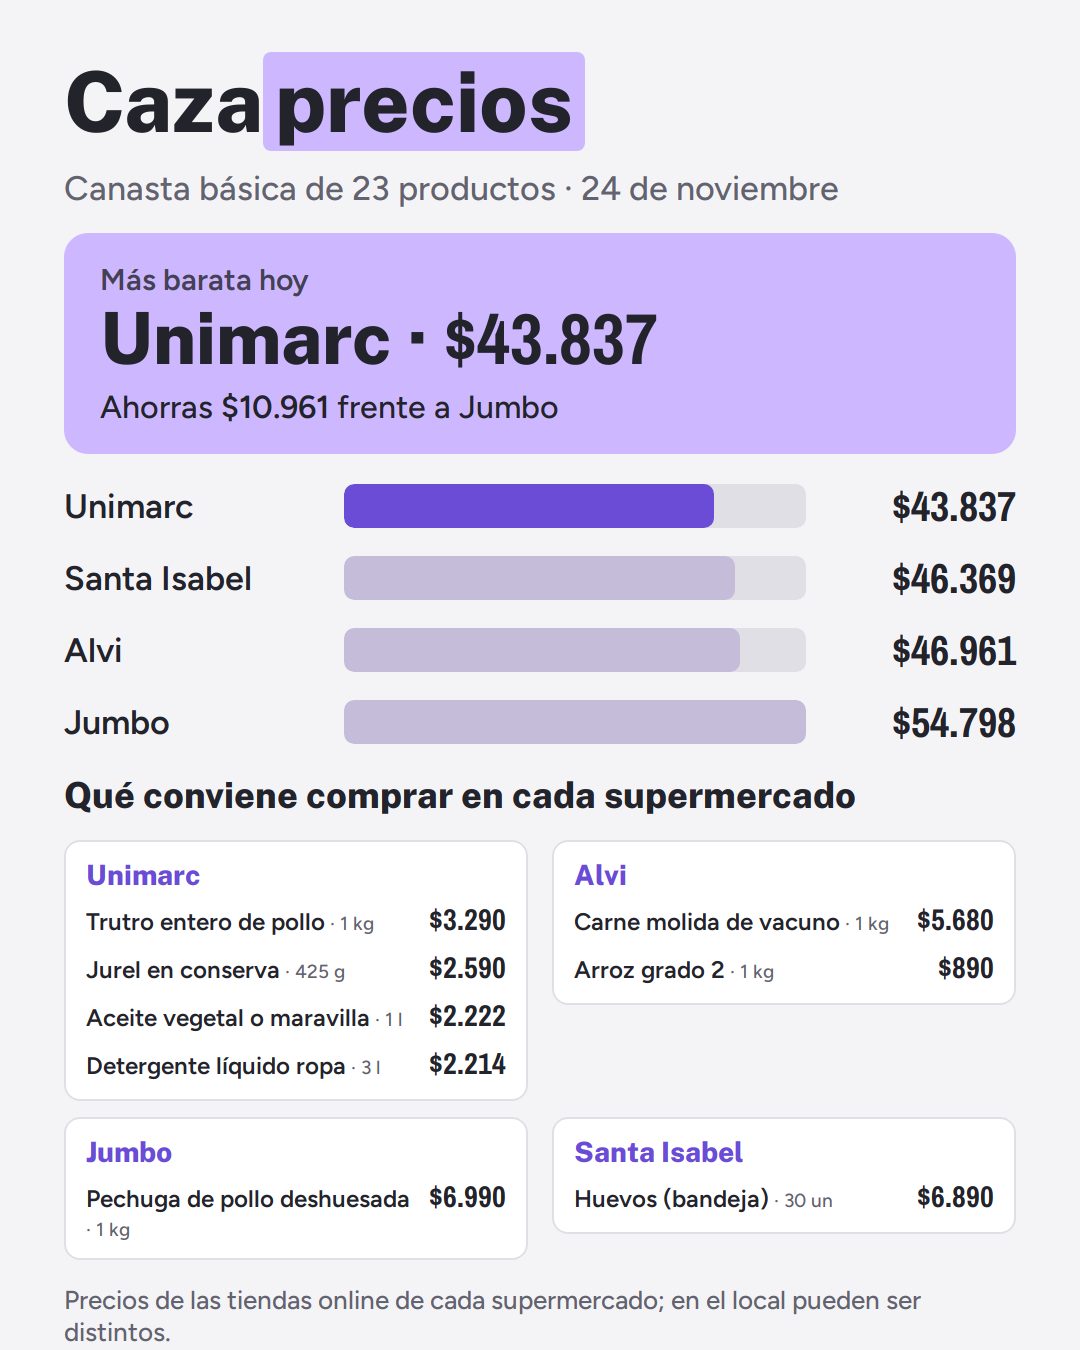 Cazaprecios
Canasta básica de 23 productos · 24 de noviembre
Más barata hoy
Unimarc · $43.837
Ahorras $10.961 frente a Jumbo
Unimarc $43.837
Santa Isabel $46.369
Alvi $46.961
Jumbo $54.798
Qué conviene comprar en cada supermercado
Unimarc
Trutro entero de pollo · 1 kg $3.290
Jurel en conserva · 425 g $2.590
Aceite vegetal o maravilla · 1 l $2.222
Detergente líquido ropa · 3 l $2.214
Alvi
Carne molida de vacuno · 1 kg $5.680
Arroz grado 2 · 1 kg $890
Jumbo
Pechuga de pollo deshuesada $6.990
· 1 kg
Santa Isabel
Huevos (bandeja) · 30 un $6.890
Precios de las tiendas online de cada supermercado; en el local pueden ser
distintos.